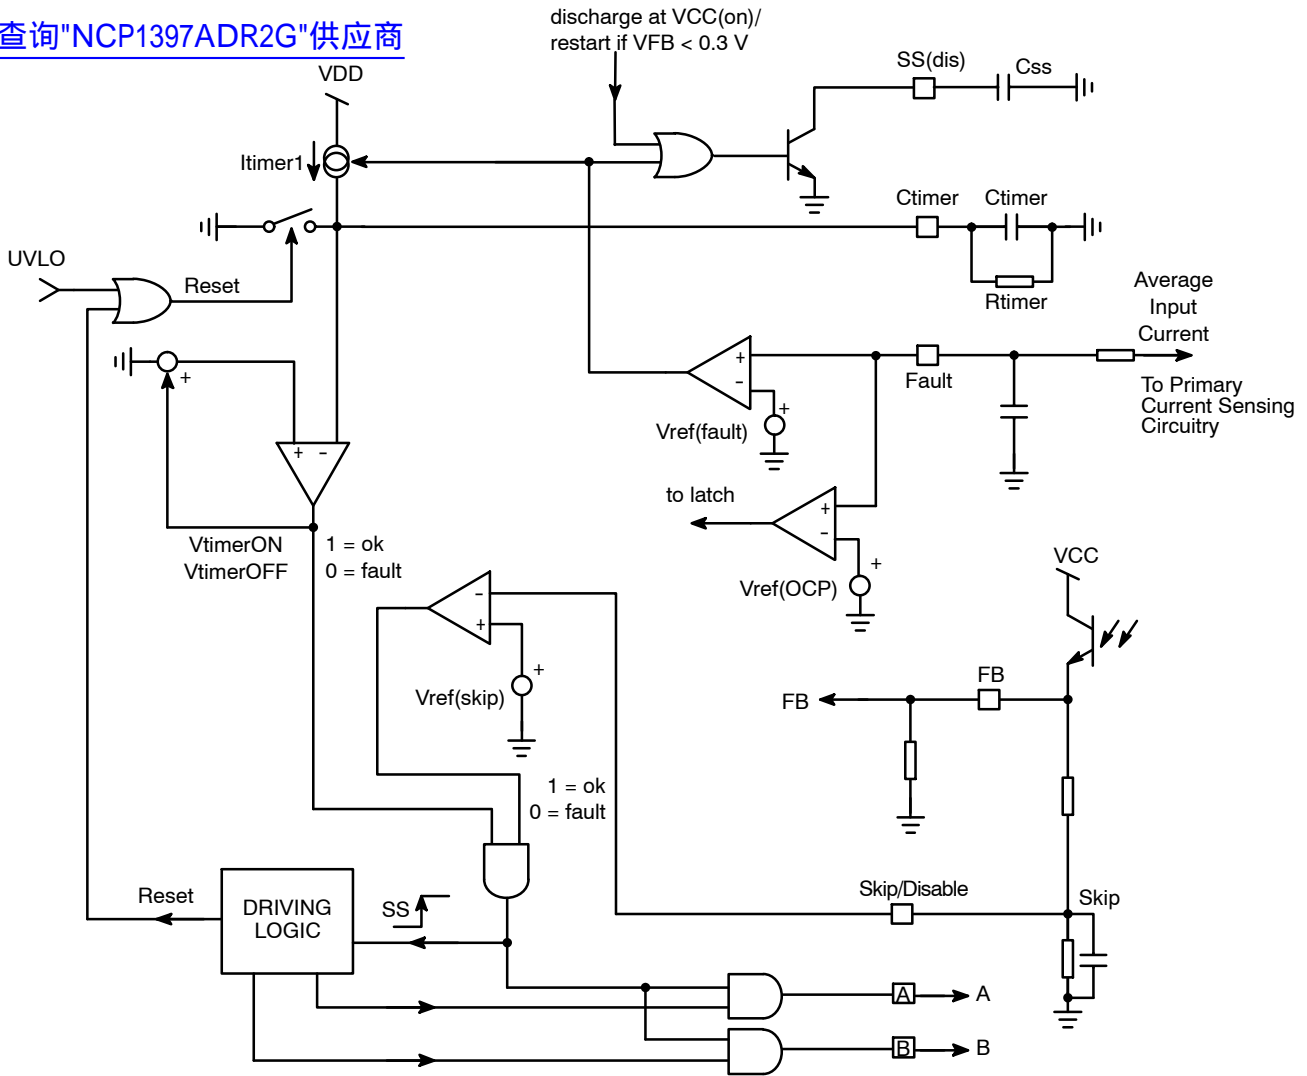 查询"NCP1397ADR2G"供应商
discharge at VCC(on)/
restart if VFB < 0.3 V
VDD
SS(dis)
Css
Itimer1
Ctimer
Ctimer
Rtimer
UVLO
Reset
Average
Input
Current
+
-
Fault
To Primary
Current Sensing
Circuitry
+
+
Vref(fault)
+ -
to latch
+
-
+
Vref(OCP)
VtimerON
VtimerOFF
1 = ok
0 = fault
VCC
-
+
+
Vref(skip)
FB
FB
1 = ok
0 = fault
Reset
DRIVING
LOGIC
SS
Skip/Disable
Skip
A
A
B
B